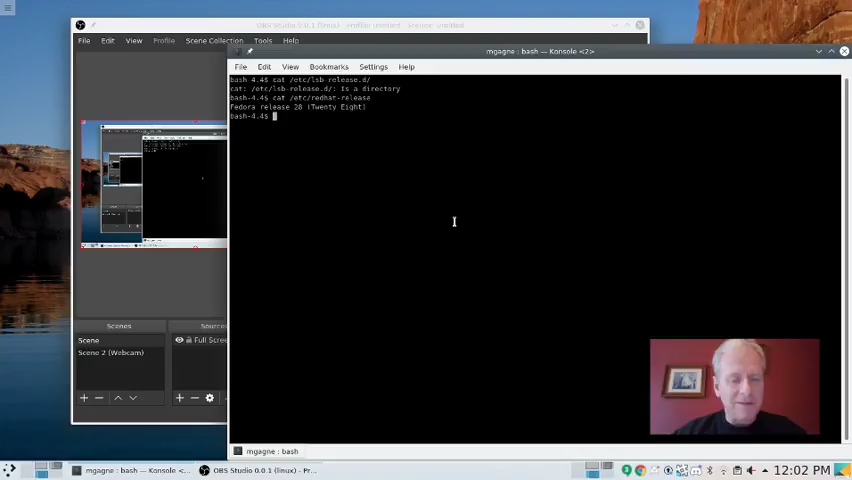 OBS Studio 0.0.1 (linux) - Profile: Untitled - Scenes: Untitled
File Edit View Profile Scene Collection Tools Help
mgagne : bash — Konsole <2>
File Edit View Bookmarks Settings Help
bash-4.4$ cat /etc/lsb-release.d/
cat: /etc/lsb-release.d/: Is a directory
bash-4.4$ cat /etc/redhat-release
Fedora release 28 (Twenty Eight)
bash-4.4$
Scenes
Sourc
Scene
Scene 2 (Webcam)
Full Screen
mgagne : bash
mgagne : bash — Konsole <...
OBS Studio 0.0.1 (linux) - Pr...
12:02 PM